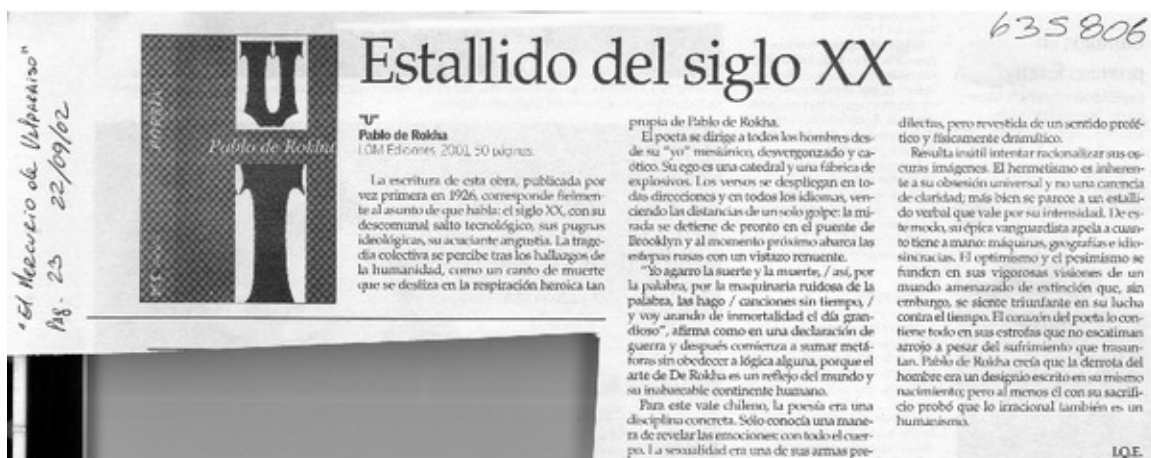 635806
"El Mercurio de Valparaíso"
Pag. 23 22/09/02
U
Pablo de Rokha
Estallido del siglo XX
"U"
Pablo de Rokha
LOM Ediciones, 2001, 50 páginas.
La escritura de esta obra, publicada por
vez primera en 1926, corresponde fielmen-
te al asunto de que habla: el siglo XX, con su
descomunal salto tecnológico, sus pugnas
ideológicas, su acuciante angustia. La trage-
dia colectiva se percibe tras los hallazgos de
la humanidad, como un canto de muerte
que se desliza en la respiración heroica tan
propia de Pablo de Rokha.
El poeta se dirige a todos los hombres des-
de su "yo" mesiánico, desvergonzado y ca-
ótico. Su ego es una catedral y una fábrica de
explosivos. Los versos se despliegan en to-
das direcciones y en todos los idiomas, ven-
ciendo las distancias de un solo golpe: la mi-
rada se detiene de pronto en el puente de
Brooklyn y al momento próximo abarca las
estepas rusas con un vistazo renuente.
"Yo agarro la suerte y la muerte, / así, por
la palabra, por la maquinaria ruidosa de la
palabra, las hago / canciones sin tiempo, /
y voy arando de inmortalidad el día gran-
dioso", afirma como en una declaración de
guerra y después comienza a sumar metá-
foras sin obedecer a lógica alguna, porque el
arte de De Rokha es un reflejo del mundo y
su inabarcable continente humano.
Para este vate chileno, la poesía era una
disciplina concreta. Sólo conocía una mane-
ra de revelar las emociones: con todo el cuer-
po. La sexualidad era una de sus armas pre-
dilectas, pero revestida de un sentido profé-
tico y físicamente dramático.
Resulta inútil intentar racionalizar sus os-
curas imágenes. El hermetismo es inheren-
te a su obsesión universal y no una carencia
de claridad; más bien se parece a un estalli-
do verbal que vale por su intensidad. De es-
te modo, su épica vanguardista apela a cuan-
to tiene a mano: máquinas, geografías e idio-
sincracias. El optimismo y el pesimismo se
funden en sus vigorosas visiones de un
mundo amenazado de extinción que, sin
embargo, se siente triunfante en su lucha
contra el tiempo. El corazón del poeta lo con-
tiene todo en sus estrofas que no escatiman
arrojo a pesar del sufrimiento que trasun-
tan. Pablo de Rokha creía que la derrota del
hombre era un designio escrito en su mismo
nacimiento; pero al menos él con su sacrifi-
cio probó que lo irracional también es un
humanismo.
I.Q.E.